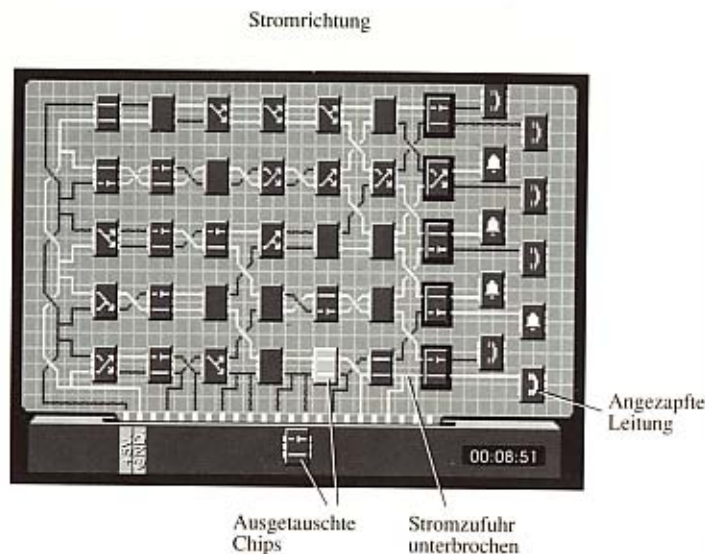 Stromrichtung
Angezapfte
Leitung
00:08:51
Ausgetauschte
Chips
Stromzufuhr
unterbrochen